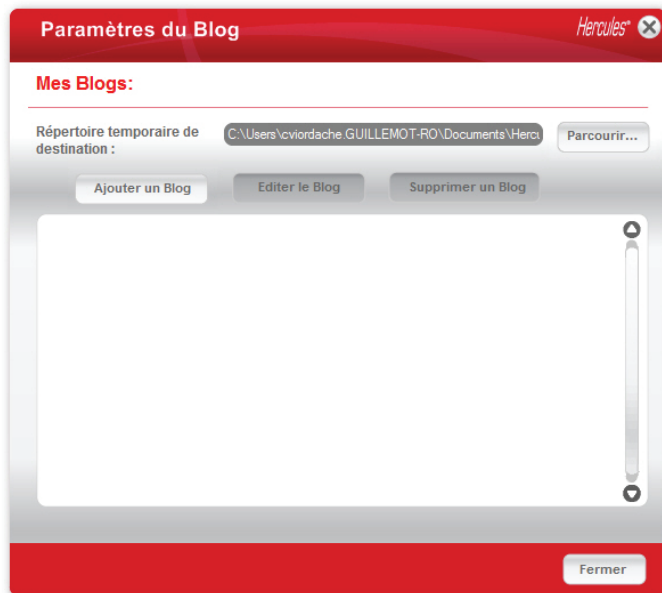 Paramètres du Blog
Hercules®
Mes Blogs:
Répertoire temporaire de
destination :
C:\Users\cviordache.GUILLEMOT-RO\Documents\Hercu
Parcourir...
Ajouter un Blog
Editer le Blog
Supprimer un Blog
Fermer